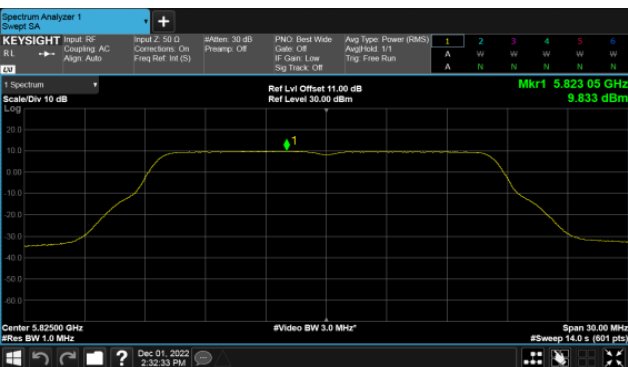 Spectrum Analyzer 1
Swept SA
KEYSIGHT
RL
LXI
Input: RF
Coupling: AC
Align: Auto
Input Z: 50 Ω
Corrections: On
Freq Ref: Int (S)
#Atten: 30 dB
Preamp: Off
PNO: Best Wide
Gate: Off
IF Gain: Low
Sig Track: Off
Avg Type: Power (RMS)
Avg|Hold: 1/1
Trig: Free Run
1 2 3 4 5 6
A W W W W W
A N N N N N
1 Spectrum
Scale/Div 10 dB
Log
Ref Lvl Offset 11.00 dB
Ref Level 30.00 dBm
Mkr1 5.823 05 GHz
9.833 dBm
1
20.0
10.0
0.00
-10.0
-20.0
-30.0
-40.0
-50.0
-60.0
Center 5.82500 GHz
#Res BW 1.0 MHz
#Video BW 3.0 MHz*
Span 30.00 MHz
#Sweep 14.0 s (601 pts)
?
Dec 01, 2022
2:32:33 PM